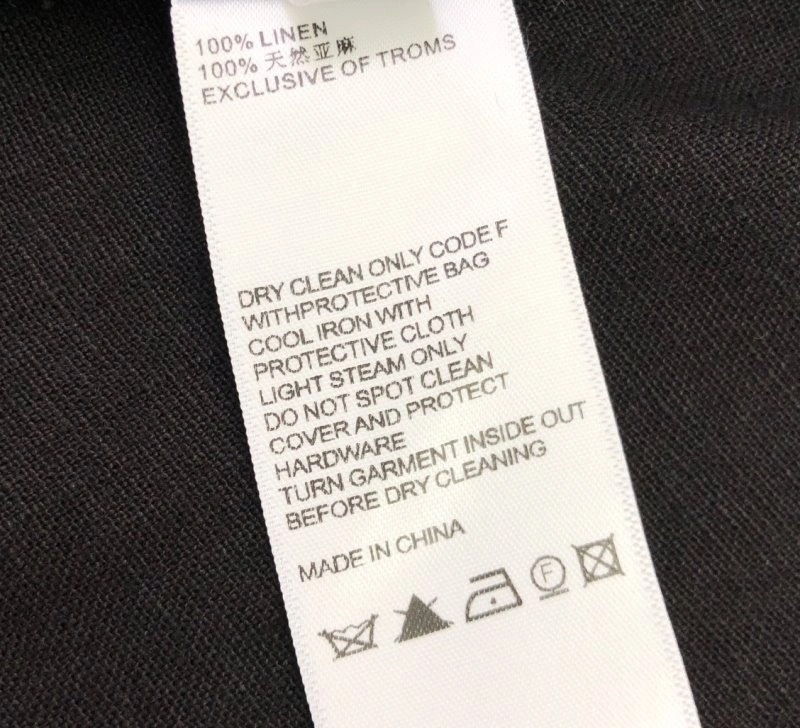 100% LINEN
100% 天然亚麻
EXCLUSIVE OF TROMS
DRY CLEAN ONLY CODE F
WITHPROTECTIVE BAG
COOL IRON WITH
PROTECTIVE CLOTH
LIGHT STEAM ONLY
DO NOT SPOT CLEAN
COVER AND PROTECT
HARDWARE
TURN GARMENT INSIDE OUT
BEFORE DRY CLEANING
MADE IN CHINA
F